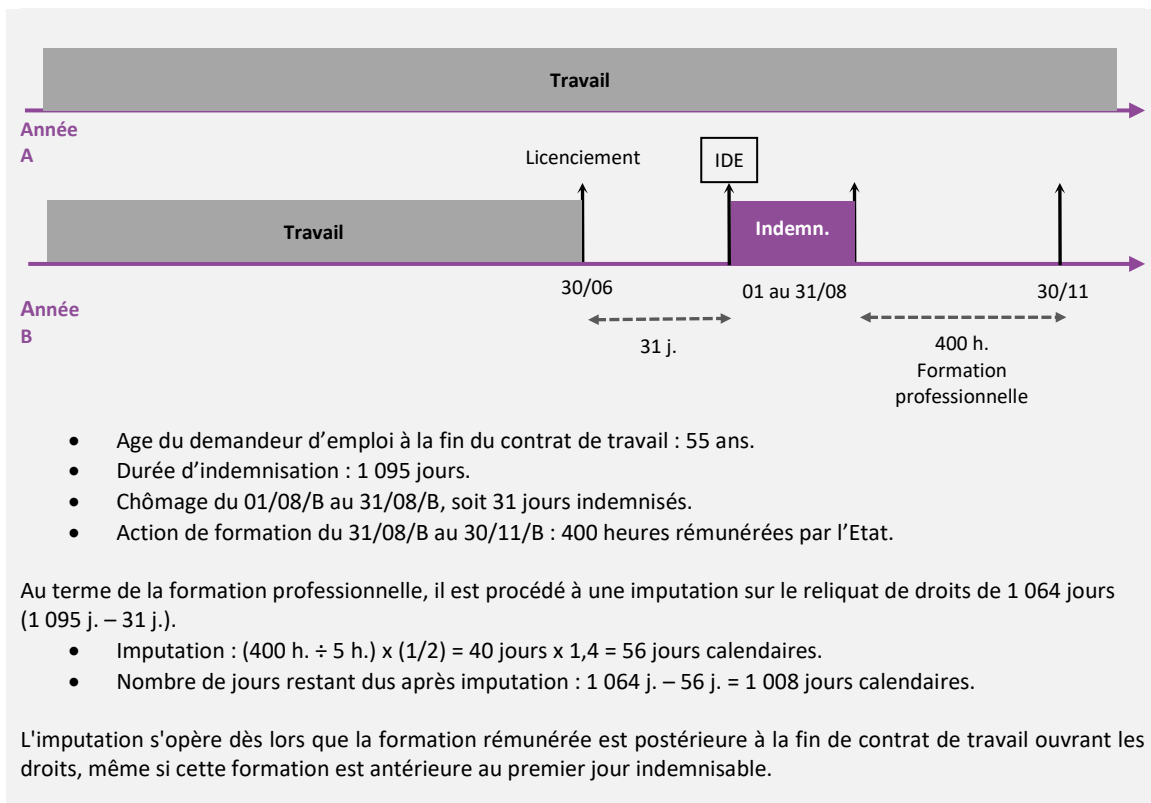 Travail
Année
A
Licenciement
IDE
Travail
Indemn.
30/06
01 au 31/08
30/11
Année
B
31 j.
400 h.
Formation
professionnelle
• Age du demandeur d’emploi à la fin du contrat de travail : 55 ans.
• Durée d’indemnisation : 1 095 jours.
• Chômage du 01/08/B au 31/08/B, soit 31 jours indemnisés.
• Action de formation du 31/08/B au 30/11/B : 400 heures rémunérées par l’Etat.
Au terme de la formation professionnelle, il est procédé à une imputation sur le reliquat de droits de 1 064 jours
(1 095 j. – 31 j.).
• Imputation : (400 h. ÷ 5 h.) x (1/2) = 40 jours x 1,4 = 56 jours calendaires.
• Nombre de jours restant dus après imputation : 1 064 j. – 56 j. = 1 008 jours calendaires.
L'imputation s'opère dès lors que la formation rémunérée est postérieure à la fin de contrat de travail ouvrant les
droits, même si cette formation est antérieure au premier jour indemnisable.